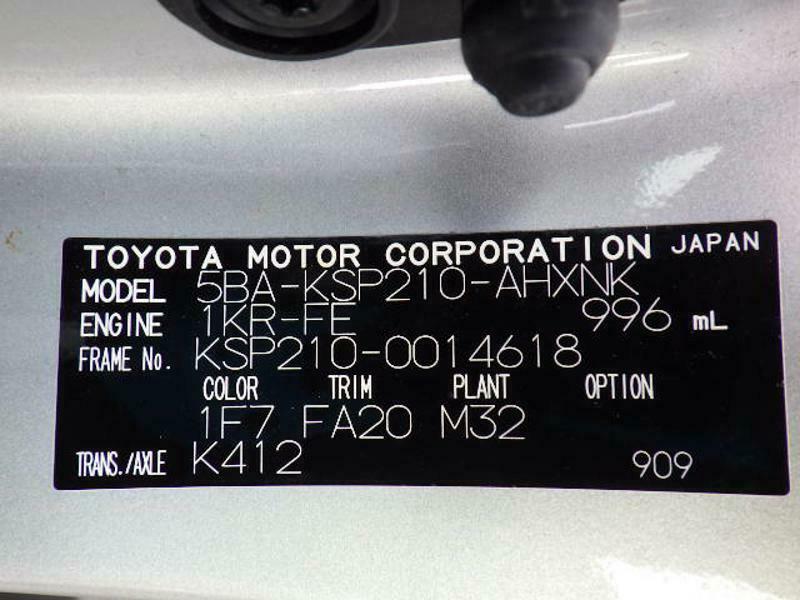 TOYOTA MOTOR CORPORATION JAPAN
MODEL 5BA-KSP210-AHXNK
ENGINE 1KR-FE 996 mL
FRAME No. KSP210-0014618
COLOR TRIM PLANT OPTION
1F7 FA20 M32
TRANS./AXLE K412 909